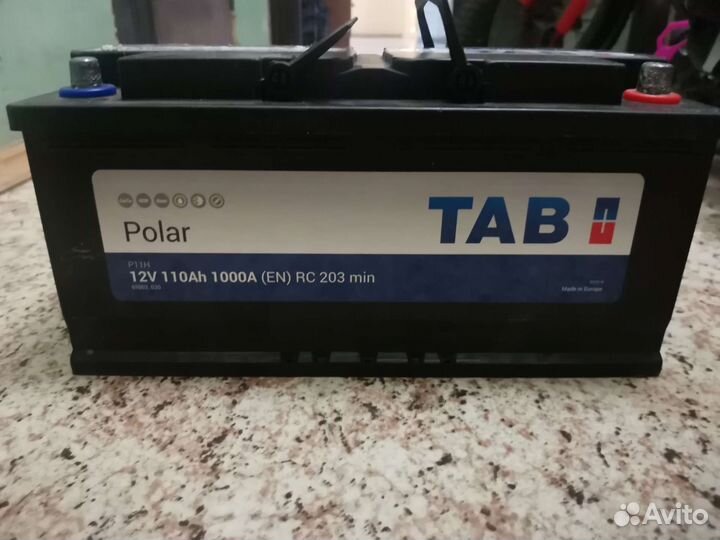 TAB
Polar
P11H
12V 110Ah 1000A (EN) RC 203 min
Made in Europe
Avito